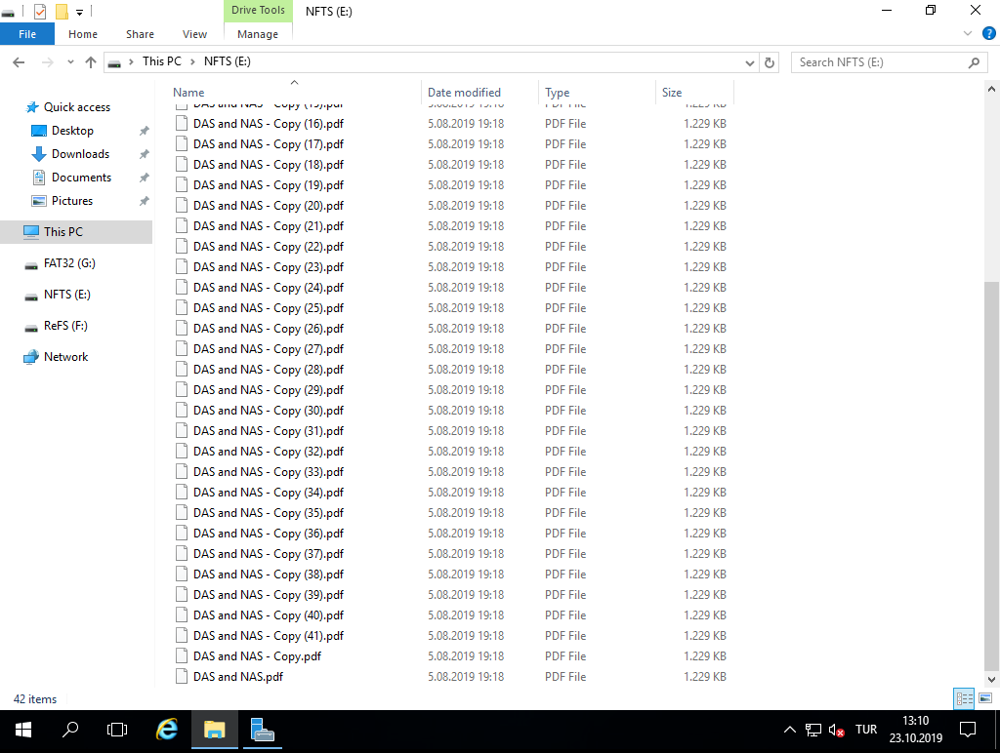 Drive Tools NFTS (E:)
File Home Share View Manage
This PC NFTS (E:) Search NFTS (E:)
Quick access
Desktop
Downloads
Documents
Pictures
This PC
FAT32 (G:)
NFTS (E:)
ReFS (F:)
Network
Name Date modified Type Size
DAS and NAS - Copy (15).pdf 5.08.2019 19:18 PDF File 1.229 KB
DAS and NAS - Copy (16).pdf 5.08.2019 19:18 PDF File 1.229 KB
DAS and NAS - Copy (17).pdf 5.08.2019 19:18 PDF File 1.229 KB
DAS and NAS - Copy (18).pdf 5.08.2019 19:18 PDF File 1.229 KB
DAS and NAS - Copy (19).pdf 5.08.2019 19:18 PDF File 1.229 KB
DAS and NAS - Copy (20).pdf 5.08.2019 19:18 PDF File 1.229 KB
DAS and NAS - Copy (21).pdf 5.08.2019 19:18 PDF File 1.229 KB
DAS and NAS - Copy (22).pdf 5.08.2019 19:18 PDF File 1.229 KB
DAS and NAS - Copy (23).pdf 5.08.2019 19:18 PDF File 1.229 KB
DAS and NAS - Copy (24).pdf 5.08.2019 19:18 PDF File 1.229 KB
DAS and NAS - Copy (25).pdf 5.08.2019 19:18 PDF File 1.229 KB
DAS and NAS - Copy (26).pdf 5.08.2019 19:18 PDF File 1.229 KB
DAS and NAS - Copy (27).pdf 5.08.2019 19:18 PDF File 1.229 KB
DAS and NAS - Copy (28).pdf 5.08.2019 19:18 PDF File 1.229 KB
DAS and NAS - Copy (29).pdf 5.08.2019 19:18 PDF File 1.229 KB
DAS and NAS - Copy (30).pdf 5.08.2019 19:18 PDF File 1.229 KB
DAS and NAS - Copy (31).pdf 5.08.2019 19:18 PDF File 1.229 KB
DAS and NAS - Copy (32).pdf 5.08.2019 19:18 PDF File 1.229 KB
DAS and NAS - Copy (33).pdf 5.08.2019 19:18 PDF File 1.229 KB
DAS and NAS - Copy (34).pdf 5.08.2019 19:18 PDF File 1.229 KB
DAS and NAS - Copy (35).pdf 5.08.2019 19:18 PDF File 1.229 KB
DAS and NAS - Copy (36).pdf 5.08.2019 19:18 PDF File 1.229 KB
DAS and NAS - Copy (37).pdf 5.08.2019 19:18 PDF File 1.229 KB
DAS and NAS - Copy (38).pdf 5.08.2019 19:18 PDF File 1.229 KB
DAS and NAS - Copy (39).pdf 5.08.2019 19:18 PDF File 1.229 KB
DAS and NAS - Copy (40).pdf 5.08.2019 19:18 PDF File 1.229 KB
DAS and NAS - Copy (41).pdf 5.08.2019 19:18 PDF File 1.229 KB
DAS and NAS - Copy.pdf 5.08.2019 19:18 PDF File 1.229 KB
DAS and NAS.pdf 5.08.2019 19:18 PDF File 1.229 KB
42 items
TUR 13:10
23.10.2019